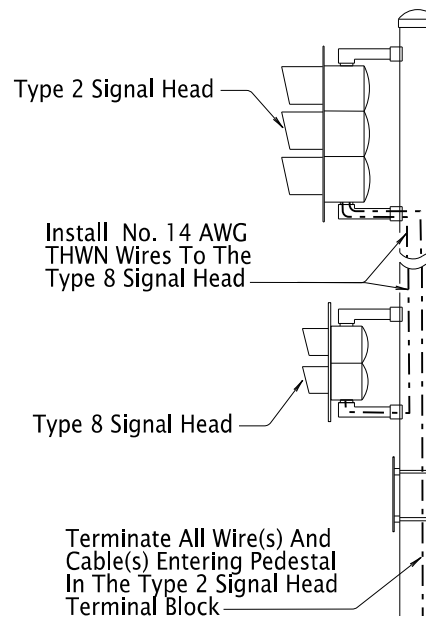 Type 2 Signal Head
Install No. 14 AWG
THWN Wires To The
Type 8 Signal Head
Type 8 Signal Head
Terminate All Wire(s) And
Cable(s) Entering Pedestal
In The Type 2 Signal Head
Terminal Block